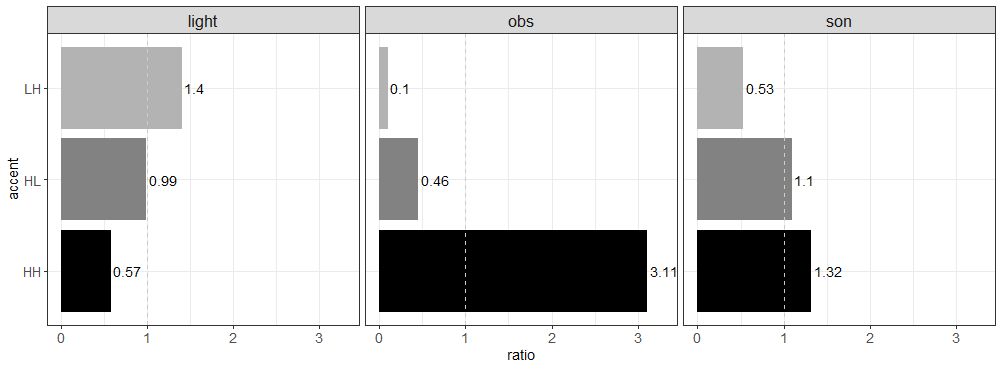 light obs son
LH 1.4 0.1 0.53
HL 0.99 0.46 1.1
HH 0.57 3.11 1.32
accent
0 1 2 3 0 1 2 3 0 1 2 3
ratio